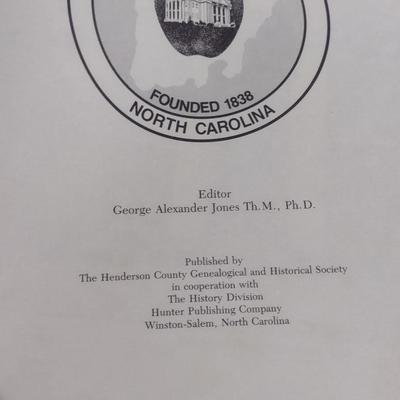 FOUNDED 1838
NORTH CAROLINA
Editor
George Alexander Jones Th.M., Ph.D.
Published by
The Henderson County Genealogical and Historical Society
in cooperation with
The History Division
Hunter Publishing Company
Winston-Salem, North Carolina